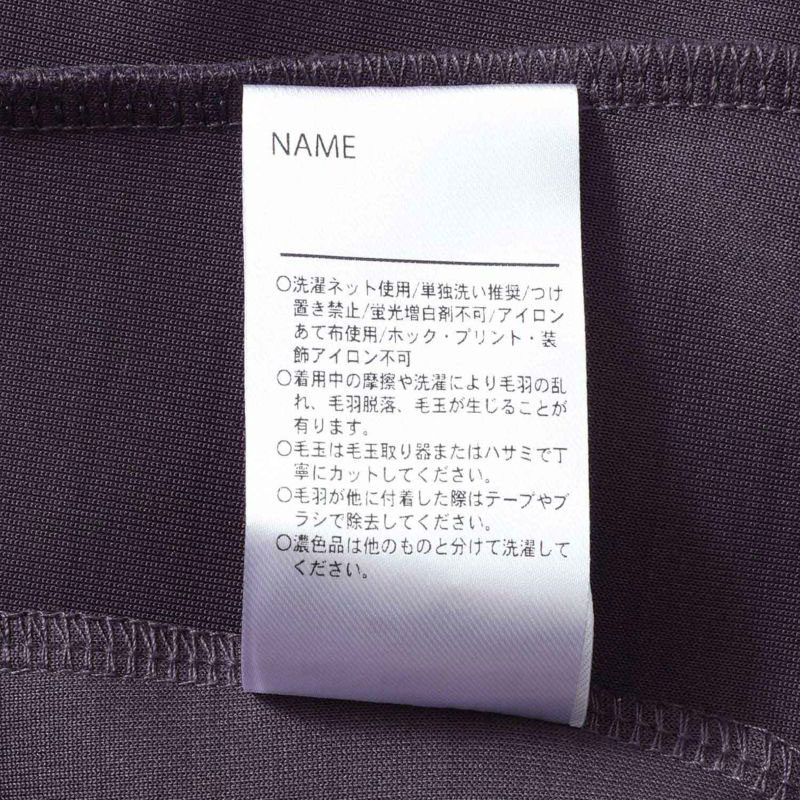 NAME
○洗濯ネット使用/単独洗い推奨/つけ
置き禁止/蛍光増白剤不可/アイロン
あて布使用/ホック・プリント・装
飾アイロン不可
○着用中の摩擦や洗濯により毛羽の乱
れ、毛羽脱落、毛玉が生じることが
有ります。
○毛玉は毛玉取り器またはハサミで丁
寧にカットしてください。
○毛羽が他に付着した際はテープやブ
ラシで除去してください。
○濃色品は他のものと分けて洗濯して
ください。